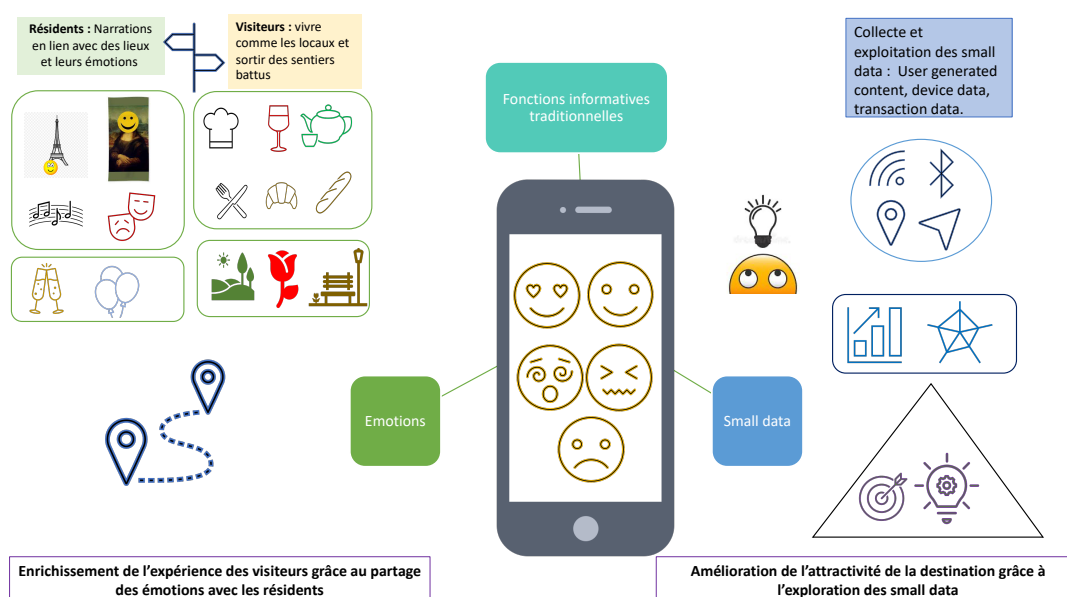 Résidents : Narrations
en lien avec des lieux
et leurs émotions
Visiteurs : vivre
comme les locaux et
sortir des sentiers
battus
Fonctions informatives
traditionnelles
Collecte et
exploitation des small
data : User generated
content, device data,
transaction data.
Emotions
Small data
Enrichissement de l'expérience des visiteurs grâce au partage
des émotions avec les résidents
Amélioration de l'attractivité de la destination grâce à
l'exploration des small data